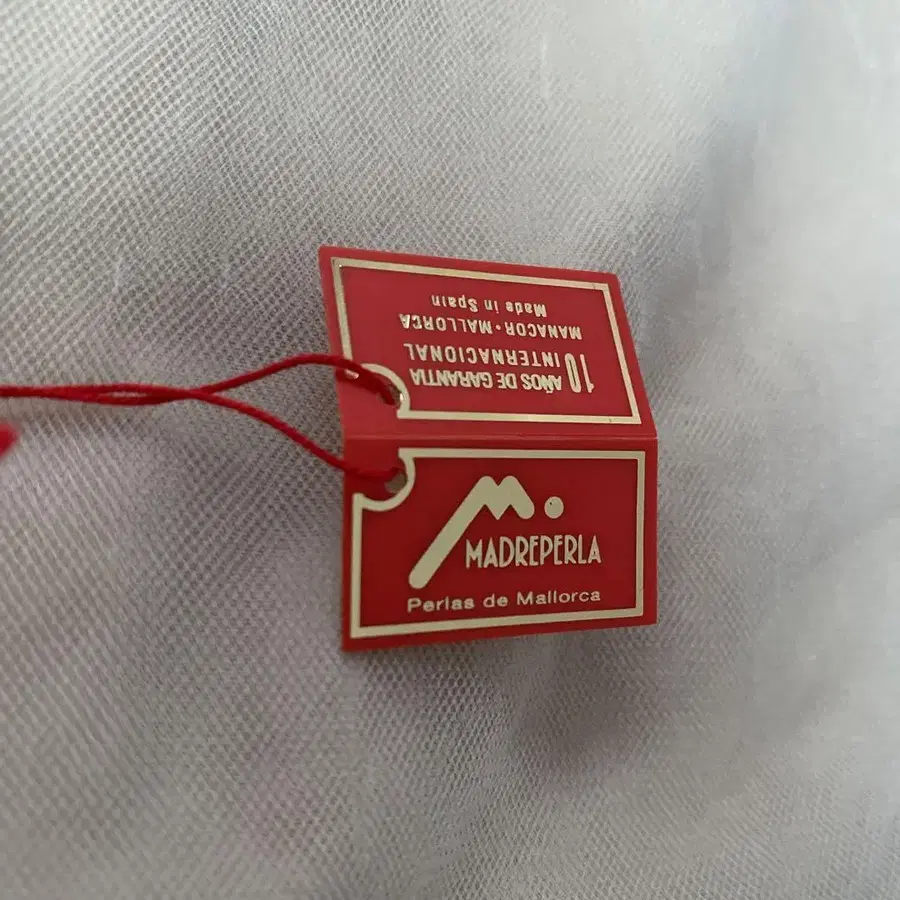 10 AÑOS DE GARANTIA
INTERNACIONAL
MANACOR • MALLORCA
Made in Spain
MADREPERLA
Perlas de Mallorca